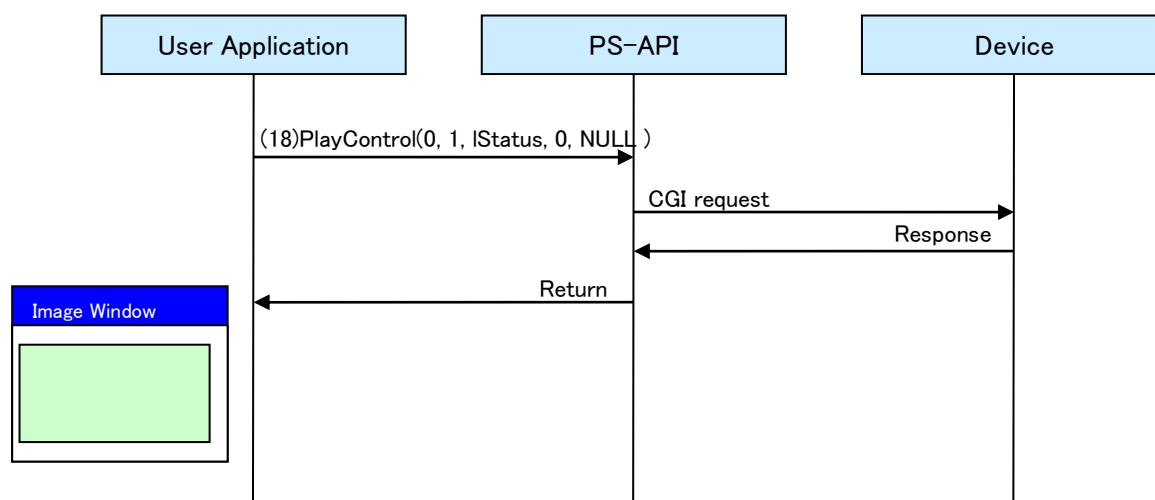 User Application
PS-API
Device
(18)PlayControl(0, 1, lStatus, 0, NULL )
CGI request
Response
Return
Image Window